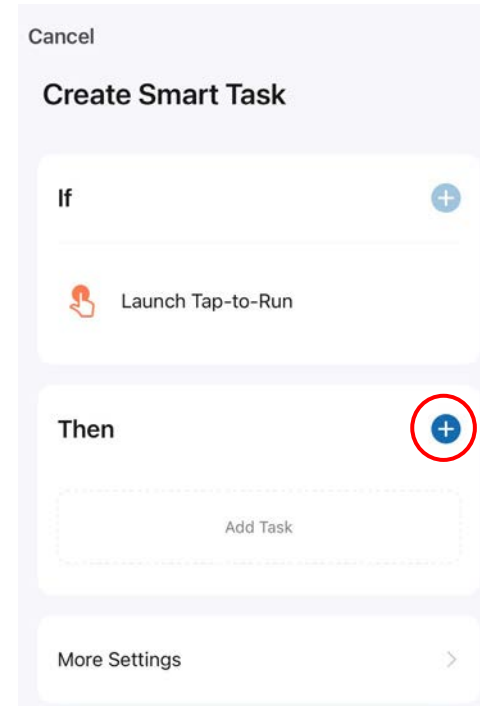 Cancel
Create Smart Task
If
Launch Tap-to-Run
Then
Add Task
More Settings